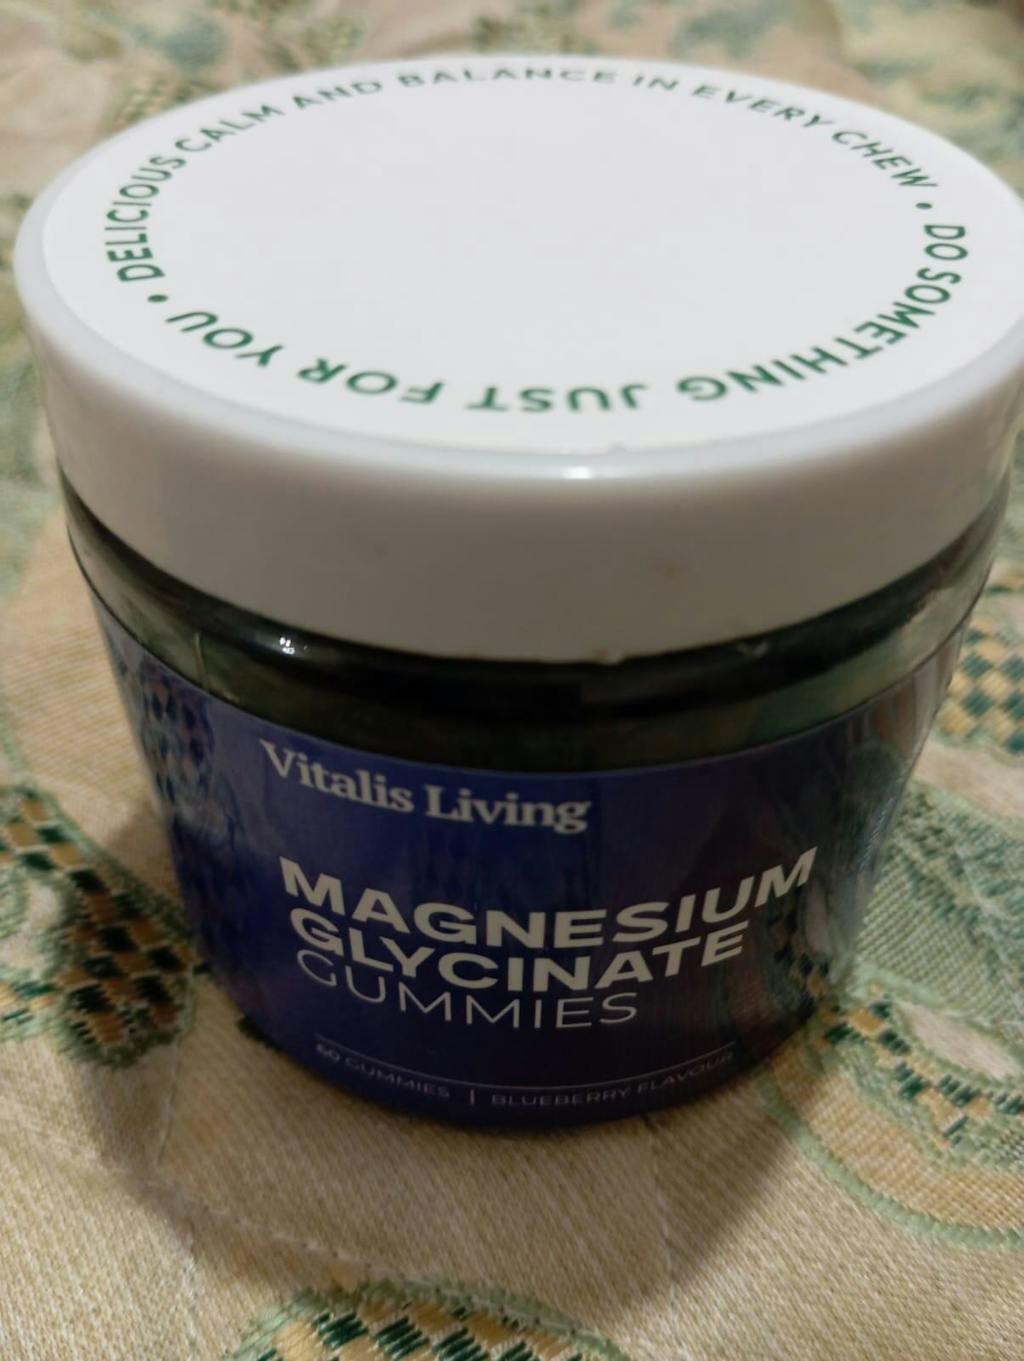 DELICIOUS CALM AND BALANCE IN EVERY CHEW • DO SOMETHING JUST FOR YOU •
Vitalis Living
MAGNESIUM
GLYCINATE
GUMMIES
60 GUMMIES | BLUEBERRY FLAVOUR